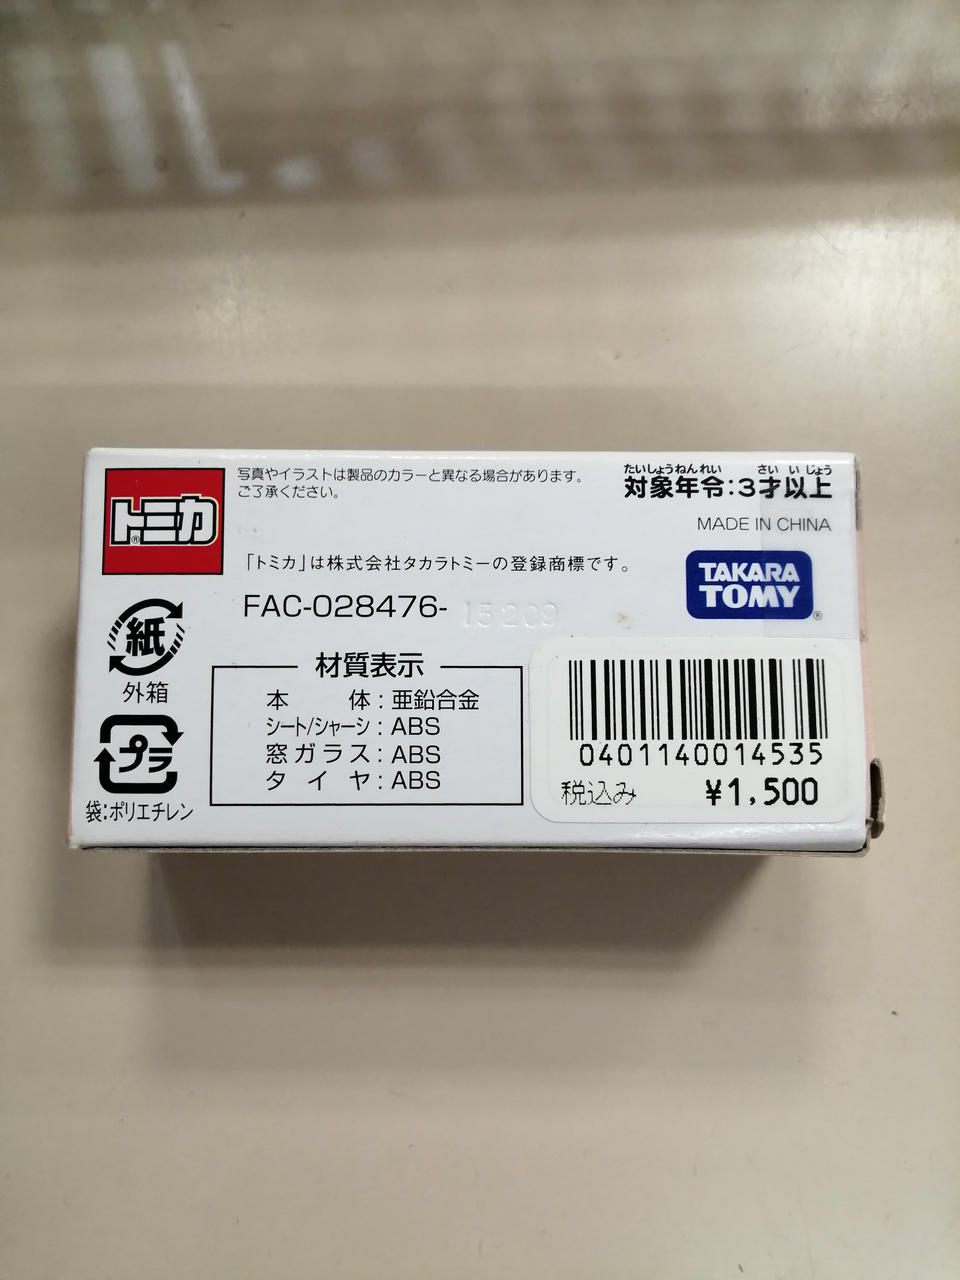 トミカ®
写真やイラストは製品のカラーと異なる場合があります。
ご了承ください。
たいしょうねんれい さい いじょう
対象年令:3才以上
MADE IN CHINA
「トミカ」は株式会社タカラトミーの登録商標です。
TAKARA
TOMY®
FAC-028476- 15209
紙
外箱
プラ
袋:ポリエチレン
材質表示
本体:亜鉛合金
シート/シャーシ:ABS
窓ガラス:ABS
タイヤ:ABS
0401140014535
税込み ¥1,500